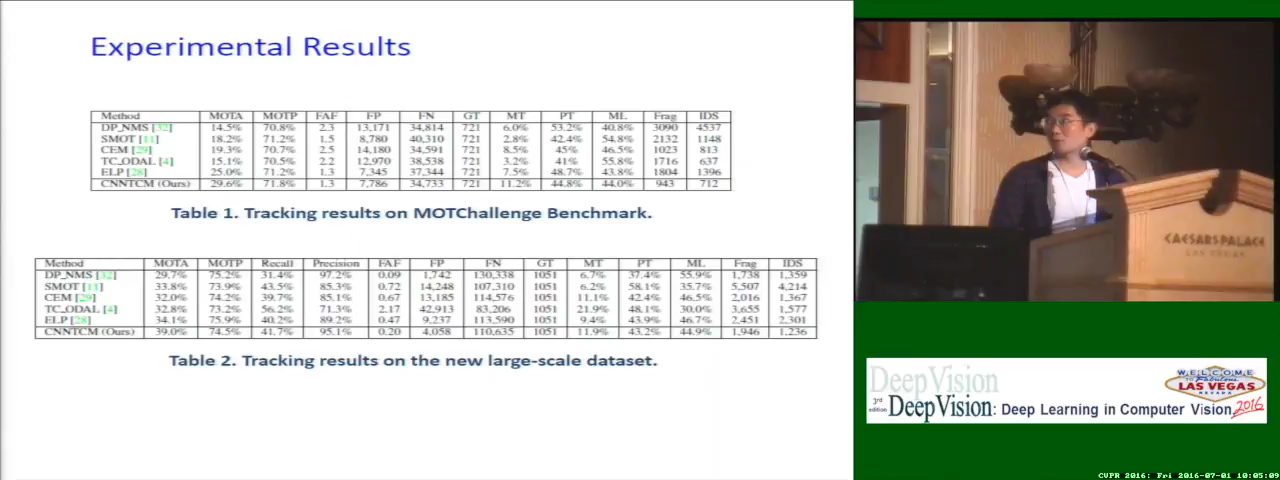 Experimental Results
Method MOTA MOTP FAF FP FN GT MT PT ML Frag IDS
DP_NMS [32] 14.5% 70.8% 2.3 13,171 34,814 721 6.0% 53.2% 40.8% 3090 4537
SMOT [11] 18.2% 71.2% 1.5 8,780 40,310 721 2.8% 42.4% 54.8% 2132 1148
CEM [29] 19.3% 70.7% 2.5 14,180 34,591 721 8.5% 45% 46.5% 1023 813
TC_ODAL [4] 15.1% 70.5% 2.2 12,970 38,538 721 3.2% 41% 55.8% 1716 637
ELP [28] 25.0% 71.2% 1.3 7,345 37,344 721 7.5% 48.7% 43.8% 1804 1396
CNNTCM (Ours) 29.6% 71.8% 1.3 7,786 34,733 721 11.2% 44.8% 44.0% 943 712
Table 1. Tracking results on MOTChallenge Benchmark.
Method MOTA MOTP Recall Precision FAF FP FN GT MT PT ML Frag IDS
DP_NMS [32] 29.7% 75.2% 31.4% 97.2% 0.09 1,742 130,338 1051 6.7% 37.4% 55.9% 1,738 1,359
SMOT [11] 33.8% 73.9% 43.5% 85.3% 0.72 14,248 107,310 1051 6.2% 58.1% 35.7% 5,507 4,214
CEM [29] 32.0% 74.2% 39.7% 85.1% 0.67 13,185 114,576 1051 11.1% 42.4% 46.5% 2,016 1,367
TC_ODAL [4] 32.8% 73.2% 56.2% 71.3% 2.17 42,913 83,206 1051 21.9% 48.1% 30.0% 3,655 1,577
ELP [28] 34.1% 75.9% 40.2% 89.2% 0.47 9,237 113,590 1051 9.4% 43.9% 46.7% 2,451 2,301
CNNTCM (Ours) 39.0% 74.5% 41.7% 95.1% 0.20 4,058 110,635 1051 11.9% 43.2% 44.9% 1,946 1,236
Table 2. Tracking results on the new large-scale dataset.
CAESARS PALACE
LAS VEGAS
DeepVision
WELCOME
TO Fabulous
LAS VEGAS
NEVADA
3rd edition DeepVision: Deep Learning in Computer Vision 2016
CVPR 2016: Fri 2016-07-01 10:05:09